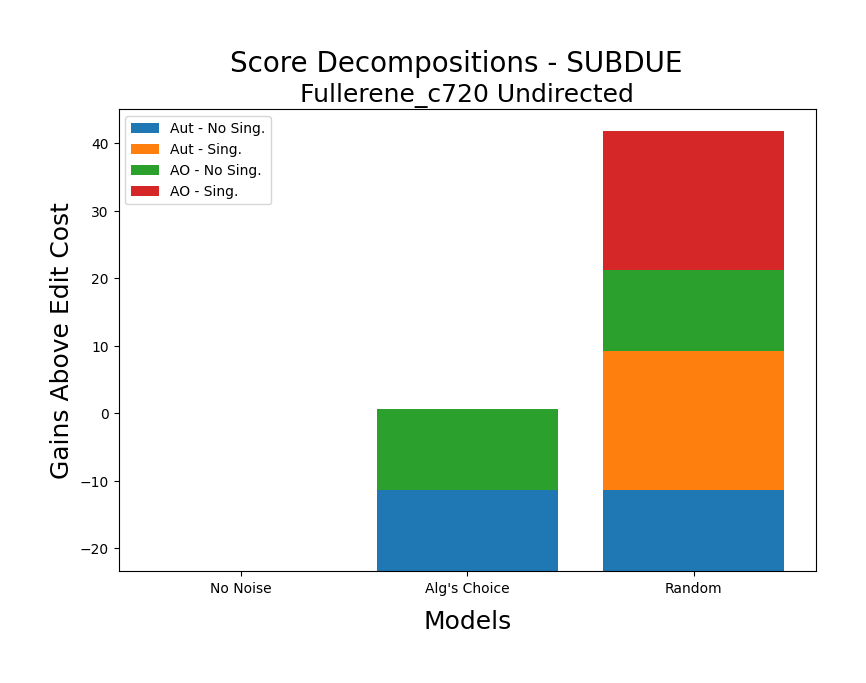 Score Decompositions - SUBDUE
Fullerene_c720 Undirected
Aut - No Sing.
Aut - Sing.
AO - No Sing.
AO - Sing.
Gains Above Edit Cost
40
30
20
10
0
−10
−20
No Noise
Alg's Choice
Random
Models